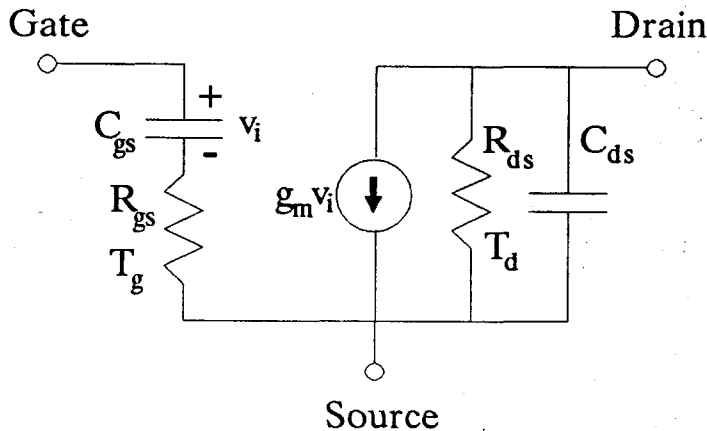 Gate
Drain
+
C_gs
v_i
-
R_gs
T_g
g_m v_i
R_ds
T_d
C_ds
Source